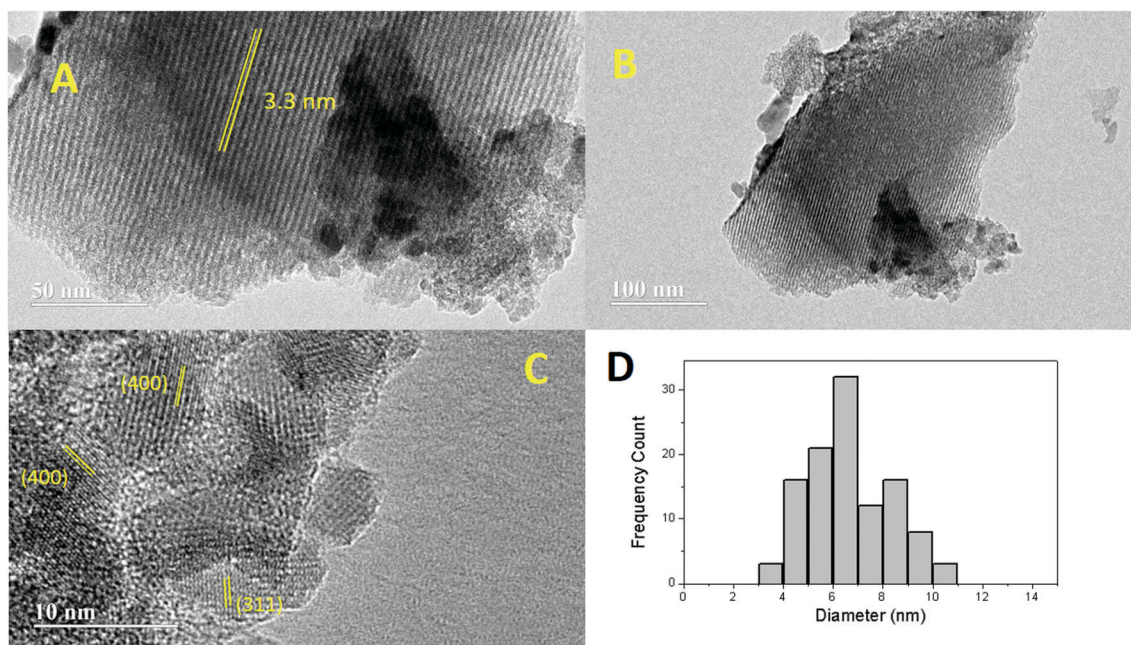 A
3.3 nm
50 nm
B
100 nm
C
(400)
(400)
(311)
10 nm
D
Frequency Count
30
20
10
0
0 2 4 6 8 10 12 14
Diameter (nm)